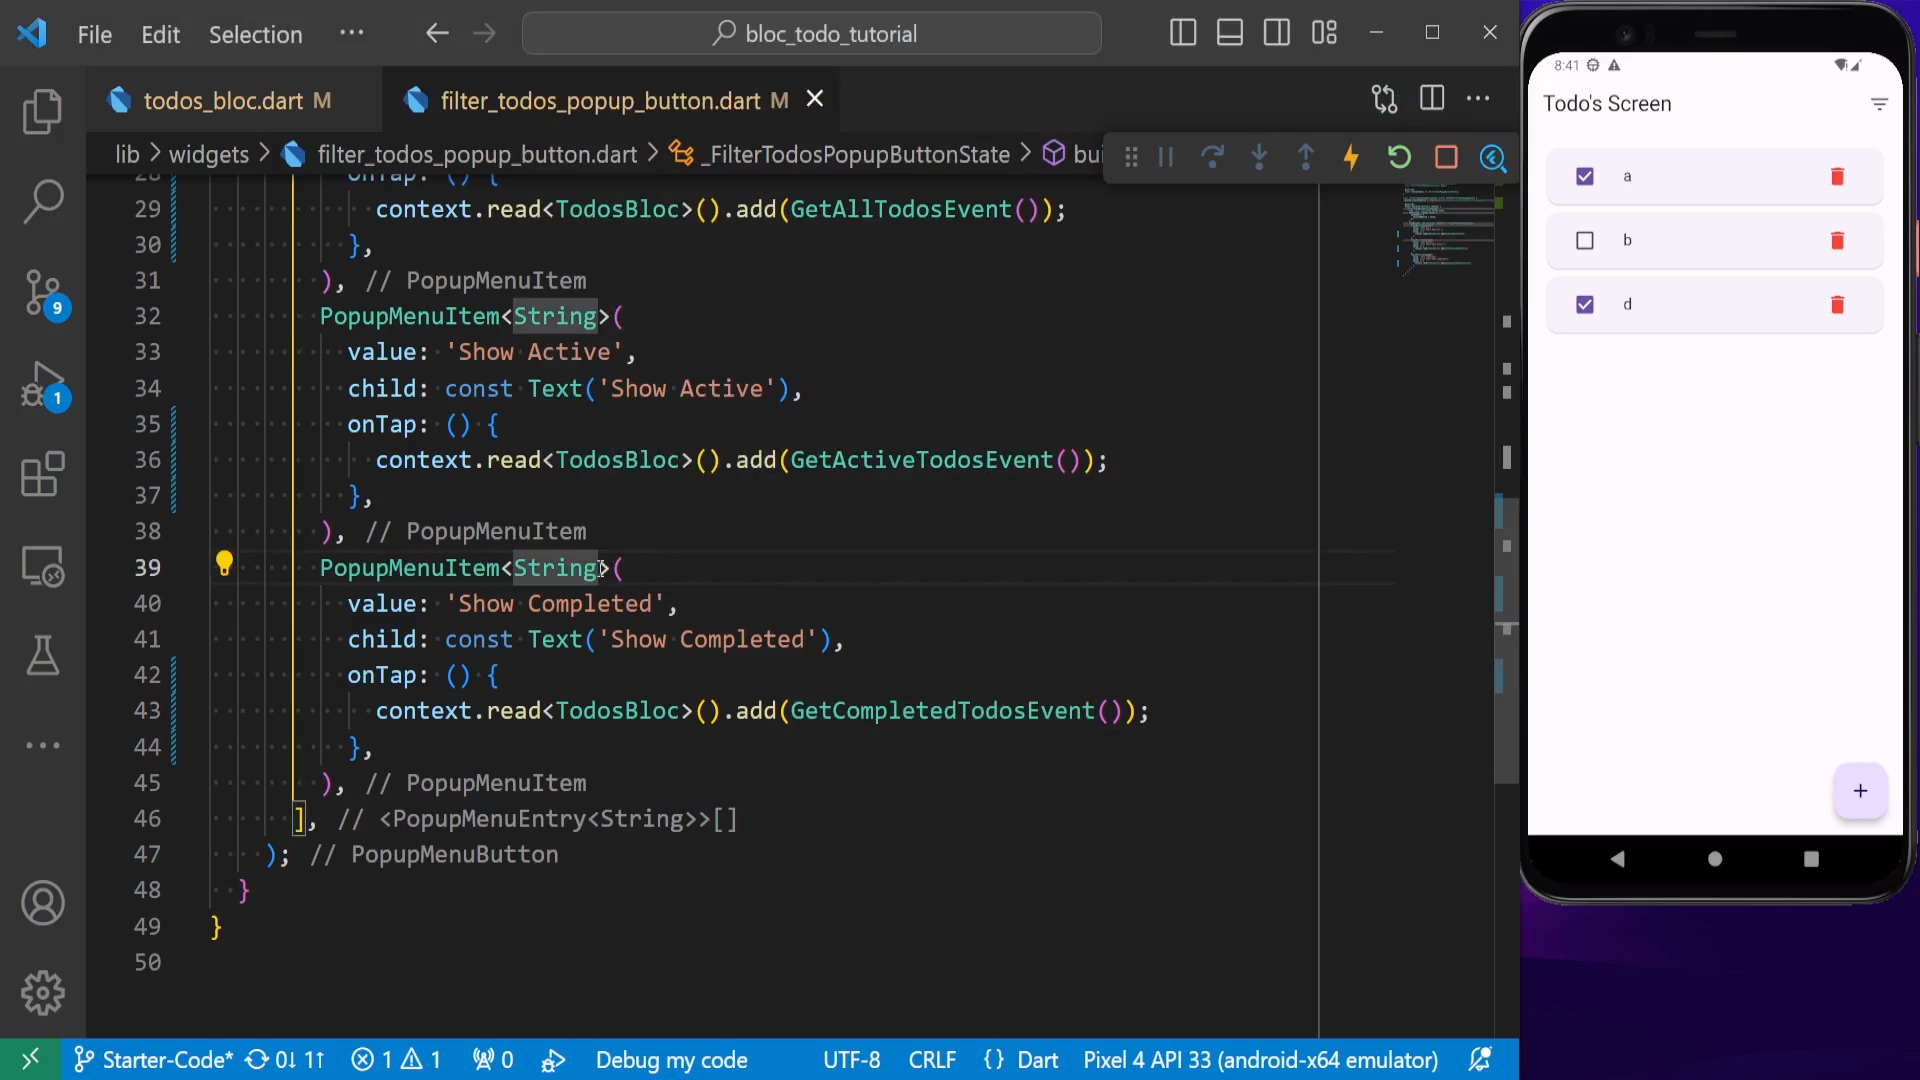 File Edit Selection ··· bloc_todo_tutorial
todos_bloc.dart M filter_todos_popup_button.dart M
lib > widgets > filter_todos_popup_button.dart > _FilterTodosPopupButtonState > bui
28 onTap: () {
29 context.read<TodosBloc>().add(GetAllTodosEvent());
30 },
31 ), // PopupMenuItem
32 PopupMenuItem<String>(
33 value: 'Show Active',
34 child: const Text('Show Active'),
35 onTap: () {
36 context.read<TodosBloc>().add(GetActiveTodosEvent());
37 },
38 ), // PopupMenuItem
39 PopupMenuItem<String>(
40 value: 'Show Completed',
41 child: const Text('Show Completed'),
42 onTap: () {
43 context.read<TodosBloc>().add(GetCompletedTodosEvent());
44 },
45 ), // PopupMenuItem
46 ], // <PopupMenuEntry<String>>[]
47 ); // PopupMenuButton
48 }
49 }
50
9
1
Starter-Code* 0↓ 1↑ 1 1 0 Debug my code UTF-8 CRLF {} Dart Pixel 4 API 33 (android-x64 emulator)
8:41
Todo's Screen
a
b
d
+